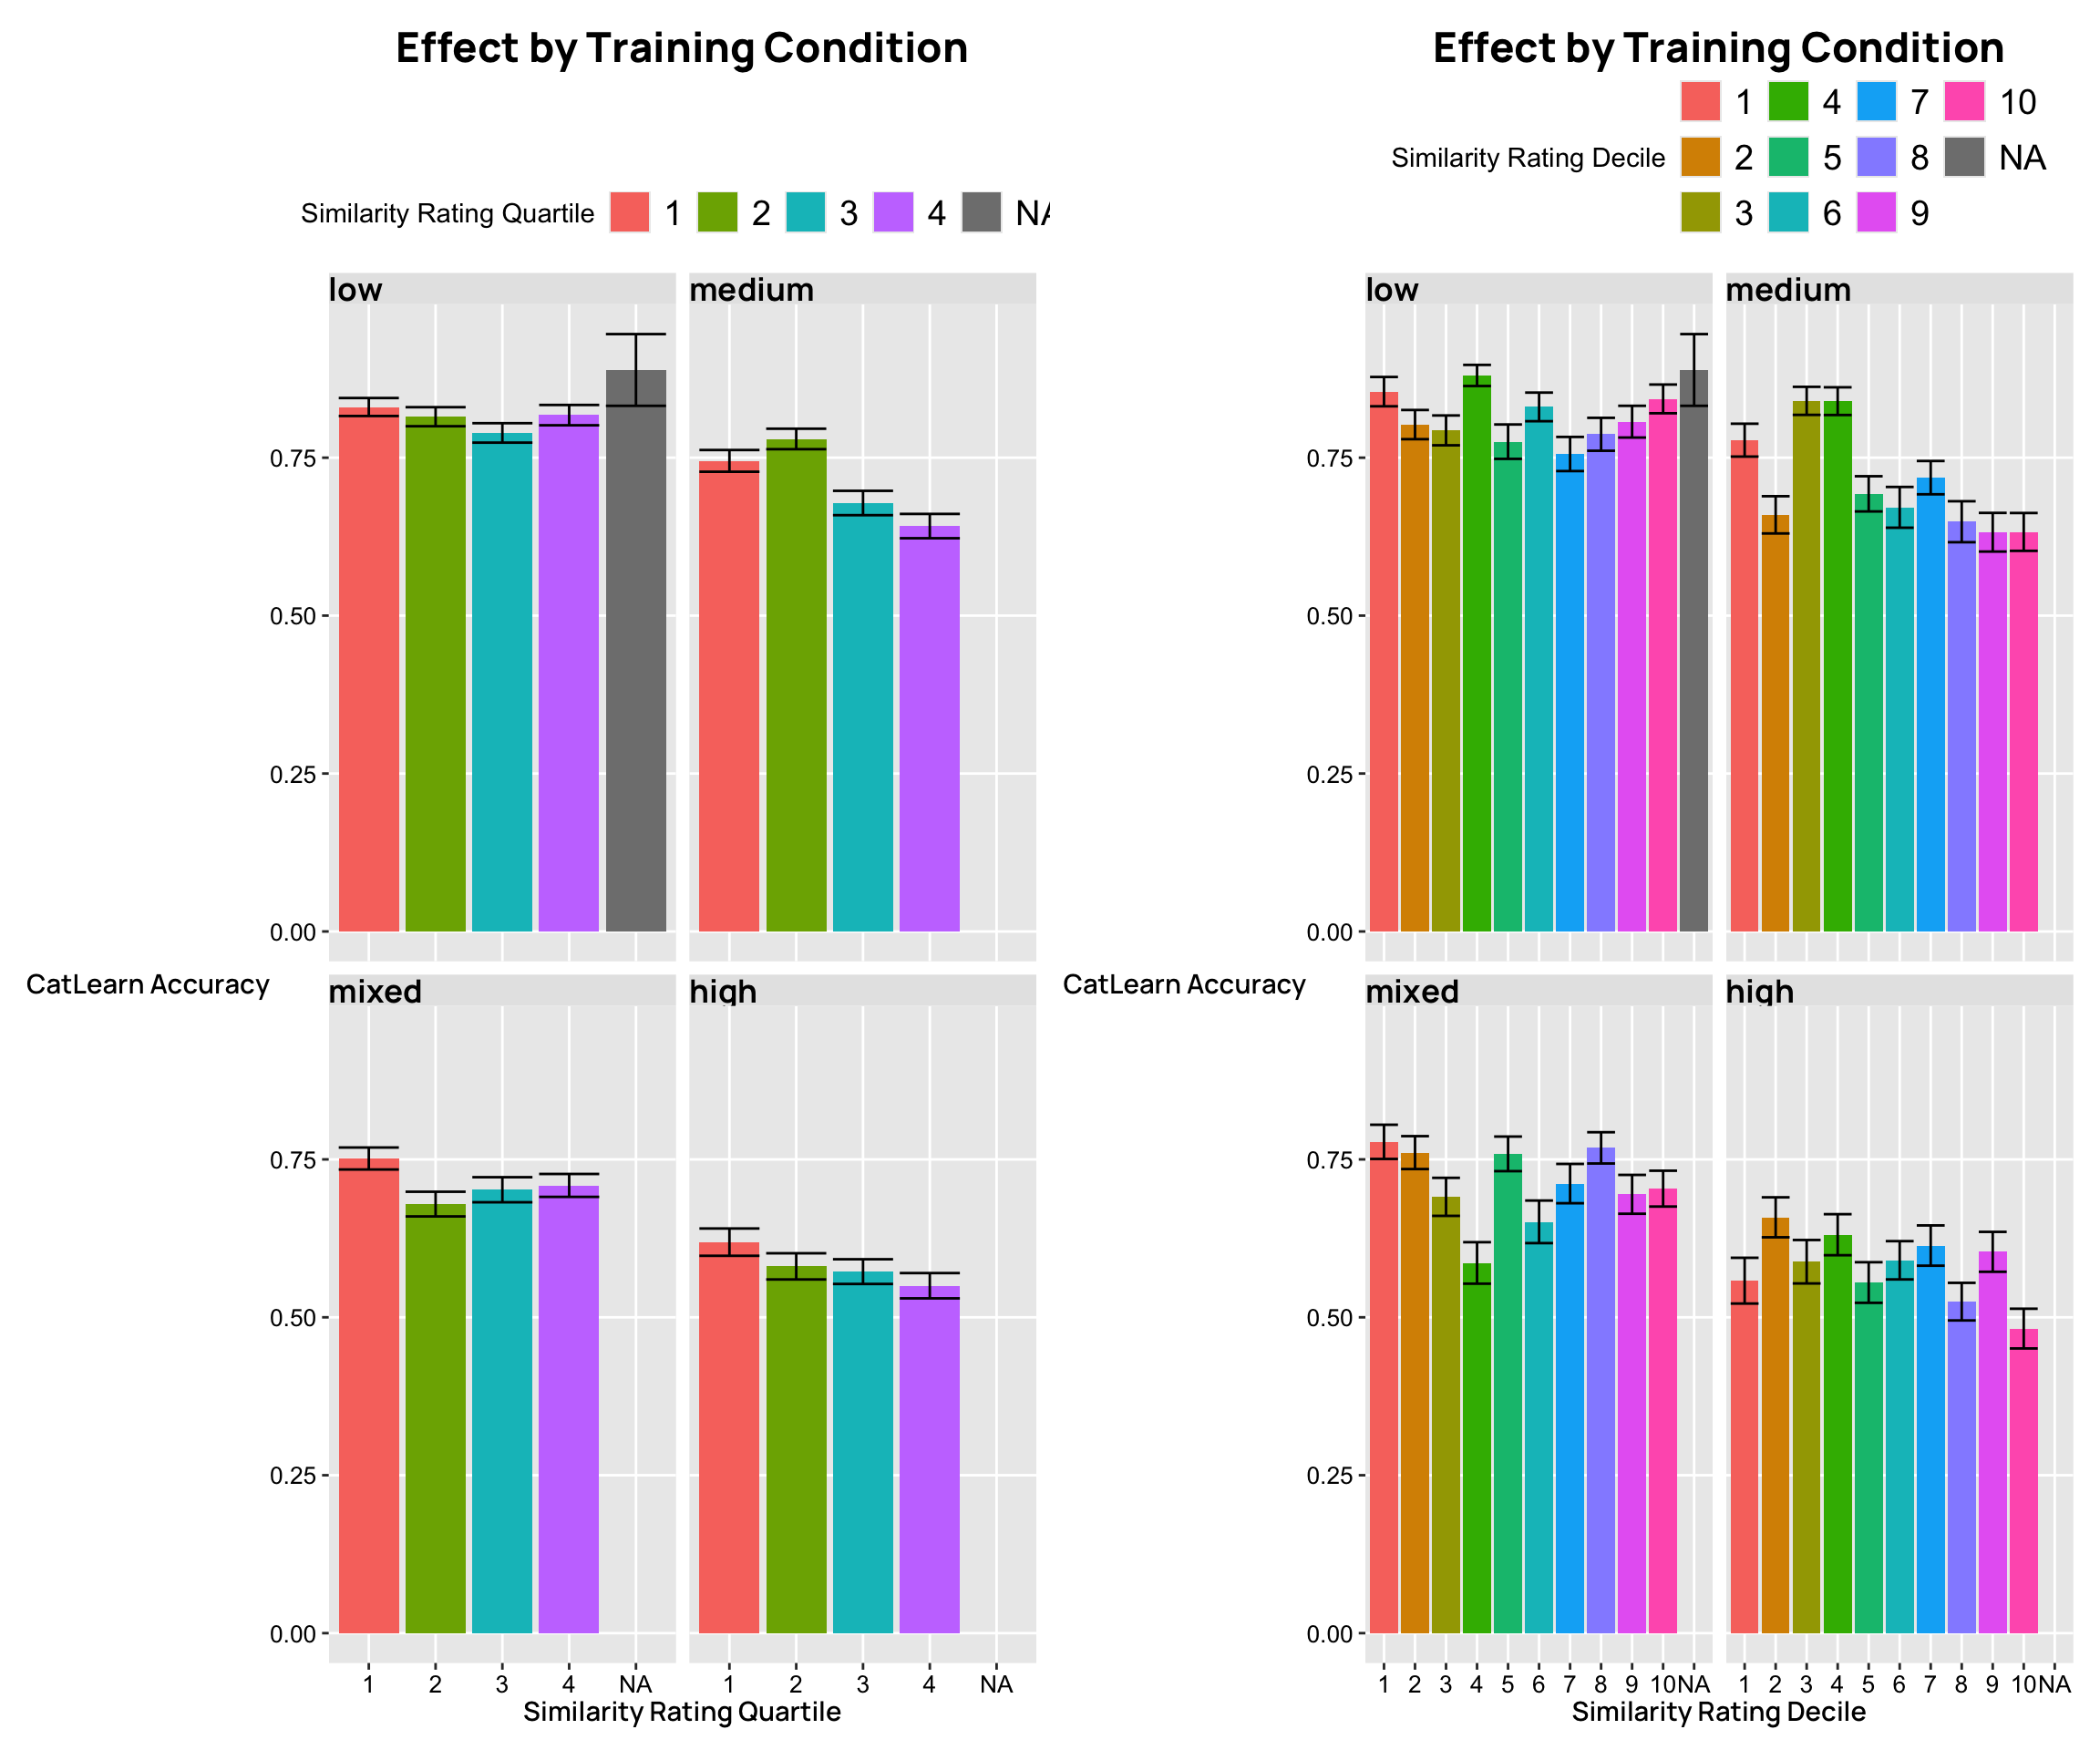 Effect by Training Condition
Similarity Rating Quartile 1 2 3 4 NA
low medium
0.75
0.50
0.25
0.00
CatLearn Accuracy
mixed high
0.75
0.50
0.25
0.00
1 2 3 4 NA 1 2 3 4 NA
Similarity Rating Quartile
Effect by Training Condition
1 4 7 10
Similarity Rating Decile 2 5 8 NA
3 6 9
low medium
0.75
0.50
0.25
0.00
CatLearn Accuracy
mixed high
0.75
0.50
0.25
0.00
1 2 3 4 5 6 7 8 9 10 NA 1 2 3 4 5 6 7 8 9 10 NA
Similarity Rating Decile